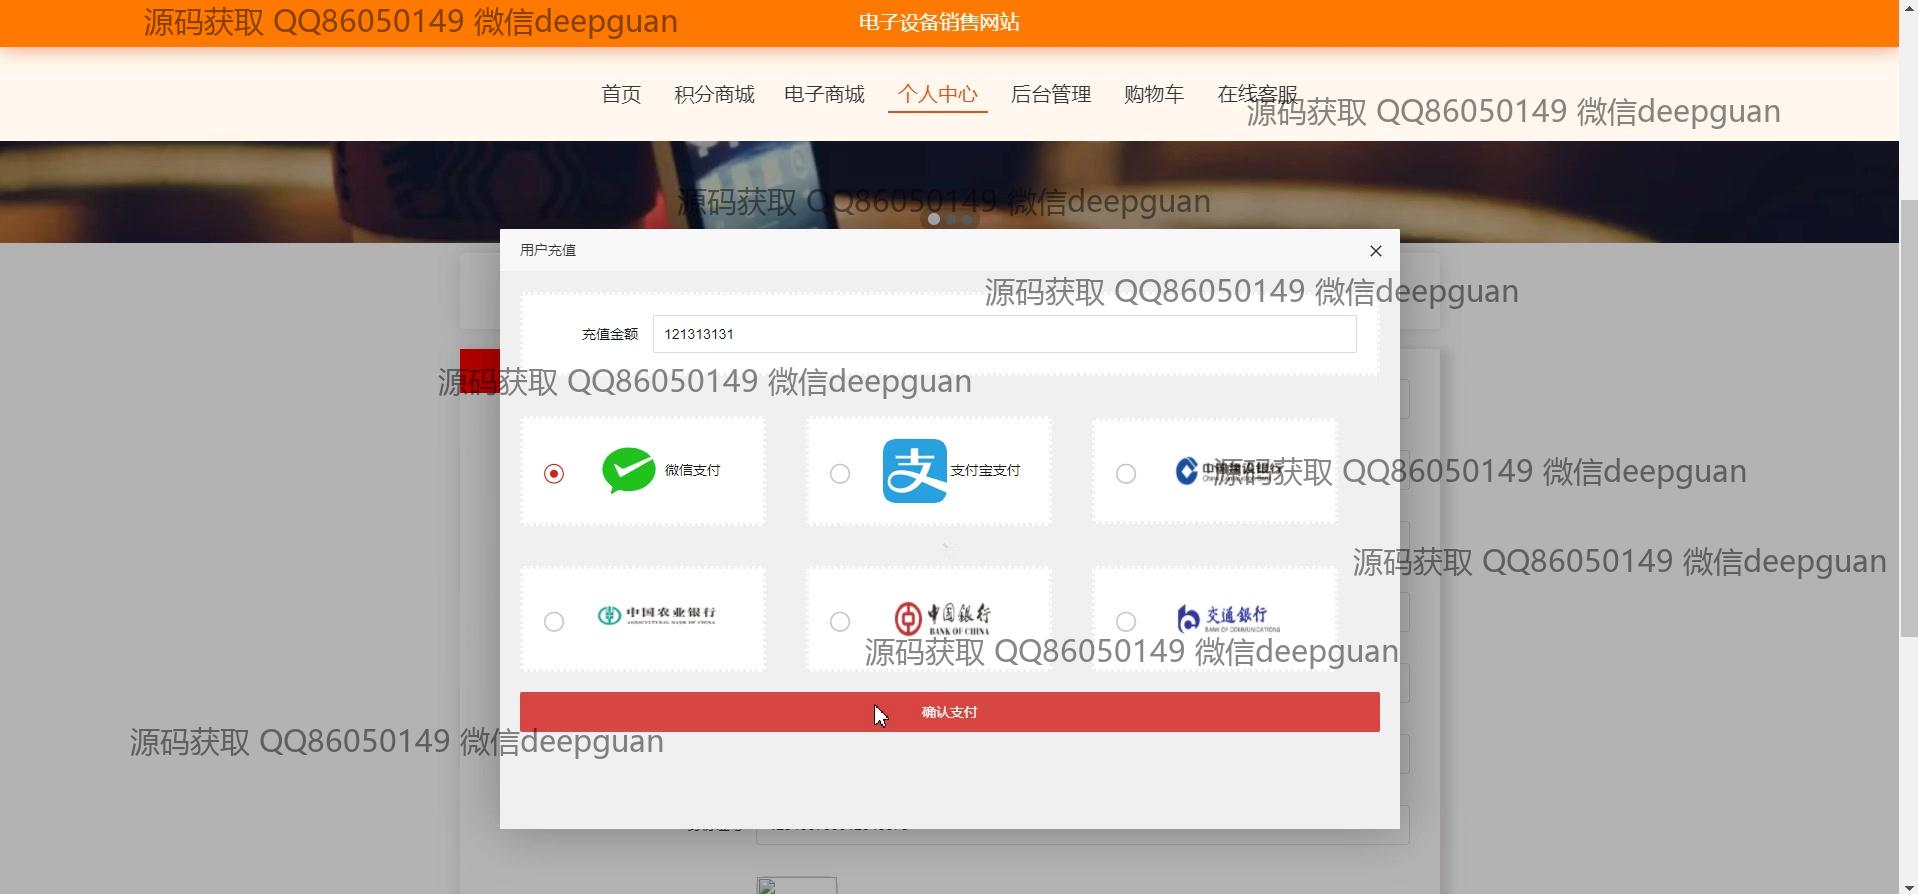 源码获取 QQ86050149 微信deepguan
电子设备销售网站
首页 积分商城 电子商城 个人中心 后台管理 购物车 在线客服
源码获取 QQ86050149 微信deepguan
源码获取 QQ86050149 微信deepguan
用户充值
源码获取 QQ86050149 微信deepguan
充值金额 121313131
源码获取 QQ86050149 微信deepguan
微信支付 支 支付宝支付 中国建设银行
China Construction Bank
源码获取 QQ86050149 微信deepguan
源码获取 QQ86050149 微信deepguan
中国农业银行 中国银行 交通银行
AGRICULTURAL BANK OF CHINA BANK OF CHINA BANK OF COMMUNICATIONS
源码获取 QQ86050149 微信deepguan
确认支付
源码获取 QQ86050149 微信deepguan